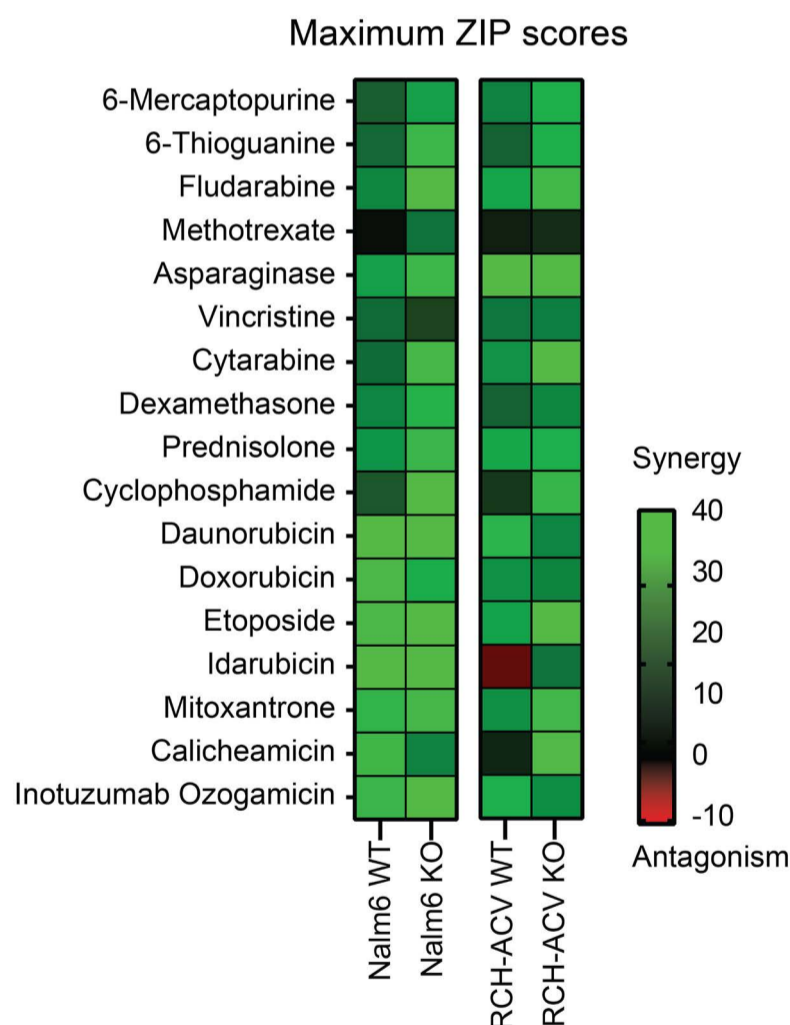 Maximum ZIP scores
6-Mercaptopurine
6-Thioguanine
Fludarabine
Methotrexate
Asparaginase
Vincristine
Cytarabine
Dexamethasone
Prednisolone
Cyclophosphamide
Daunorubicin
Doxorubicin
Etoposide
Idarubicin
Mitoxantrone
Calicheamicin
Inotuzumab Ozogamicin
Nalm6 WT
Nalm6 KO
RCH-ACV WT
RCH-ACV KO
Synergy
40
30
20
10
0
-10
Antagonism